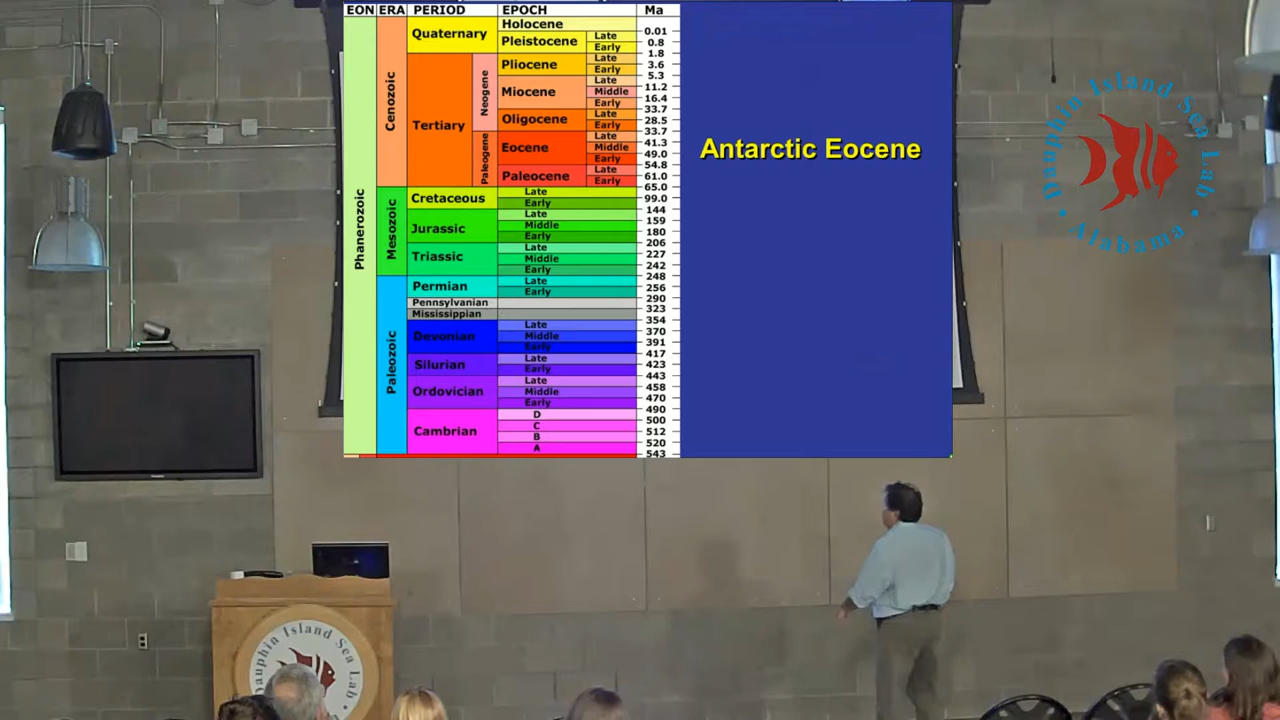 EON ERA PERIOD EPOCH Ma
Phanerozoic
Cenozoic
Mesozoic
Paleozoic
Quaternary
Tertiary
Neogene
Paleogene
Cretaceous
Jurassic
Triassic
Permian
Pennsylvanian
Mississippian
Devonian
Silurian
Ordovician
Cambrian
Holocene
Pleistocene
Late
Early
Pliocene
Late
Early
Miocene
Late
Middle
Early
Oligocene
Late
Early
Eocene
Late
Middle
Early
Paleocene
Late
Early
Late
Early
Late
Middle
Early
Late
Middle
Early
Late
Early
Late
Middle
Early
Late
Early
Late
Middle
Early
D
C
B
A
0.01
0.8
1.8
3.6
5.3
11.2
16.4
33.7
28.5
33.7
41.3
49.0
54.8
61.0
65.0
99.0
144
159
180
206
227
242
248
256
290
323
354
370
391
417
423
443
458
470
490
500
512
520
543
Antarctic Eocene
Dauphin Island Sea Lab
• Alabama •
Dauphin Island Sea Lab